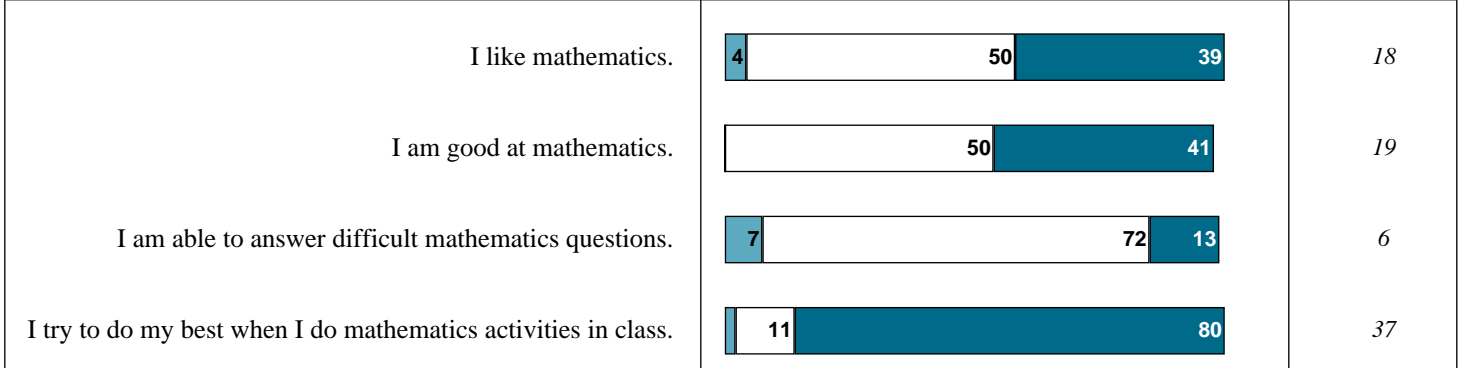 I like mathematics. 4 50 39 18
I am good at mathematics. 50 41 19
I am able to answer difficult mathematics questions. 7 72 13 6
I try to do my best when I do mathematics activities in class. 11 80 37